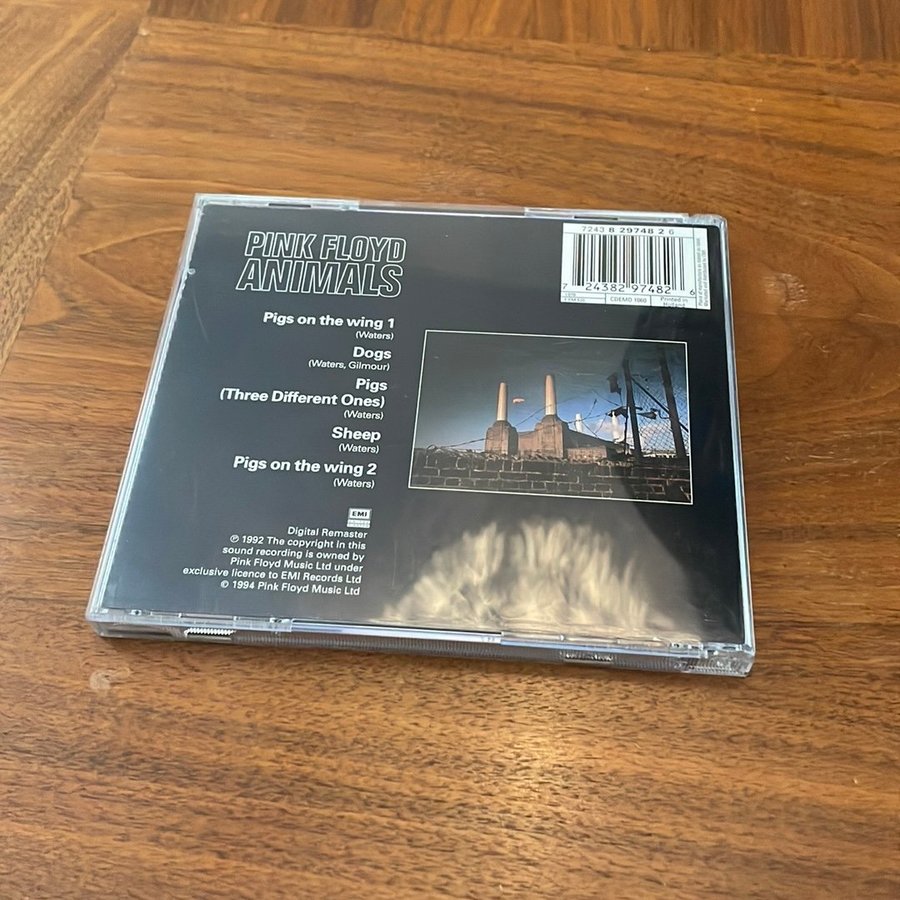 PINK FLOYD
ANIMALS
Pigs on the wing 1
(Waters)
Dogs
(Waters, Gilmour)
Pigs
(Three Different Ones)
(Waters)
Sheep
(Waters)
Pigs on the wing 2
(Waters)
EMI
Digital Remaster
℗ 1992 The copyright in this
sound recording is owned by
Pink Floyd Music Ltd under
exclusive licence to EMI Records Ltd
© 1994 Pink Floyd Music Ltd
7243 8 29748 2 6
7 24382 97482 6
CDEMD 1060
Printed in
Holland